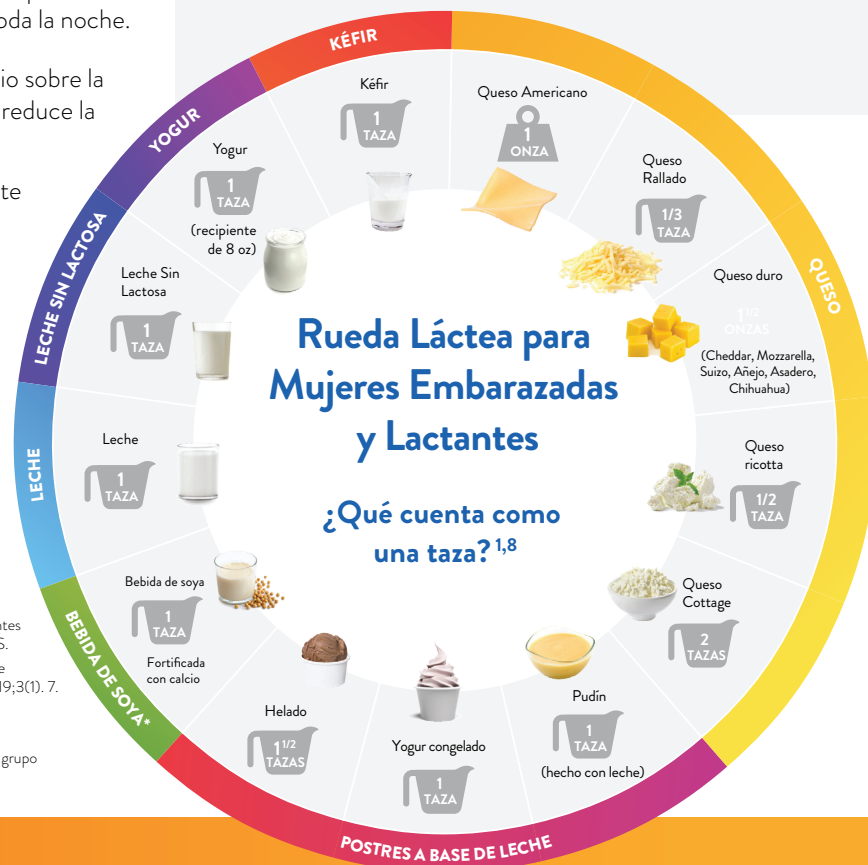 oda la noche.
io sobre la
reduce la
te
KÉFIR
YOGUR
LECHE SIN LACTOSA
LECHE
BEBIDA DE SOYA*
POSTRES A BASE DE LECHE
QUESO
Kéfir
1
TAZA
Queso Americano
1
ONZA
Queso
Rallado
1/3
TAZA
Queso duro
1 1/2
ONZAS
(Cheddar, Mozzarella,
Suizo, Añejo, Asadero,
Chihuahua)
Queso
ricotta
1/2
TAZA
Queso
Cottage
2
TAZAS
Pudín
1
TAZA
(hecho con leche)
Yogur congelado
1
TAZA
Helado
1 1/2
TAZAS
Bebida de soya
1
TAZA
Fortificada
con calcio
Leche
1
TAZA
Leche Sin
Lactosa
1
TAZA
Yogur
1
TAZA
(recipiente
de 8 oz)
Rueda Láctea para
Mujeres Embarazadas
y Lactantes
¿Qué cuenta como
una taza? 1,8
ntes
S.
e
19;3(1). 7.
grupo